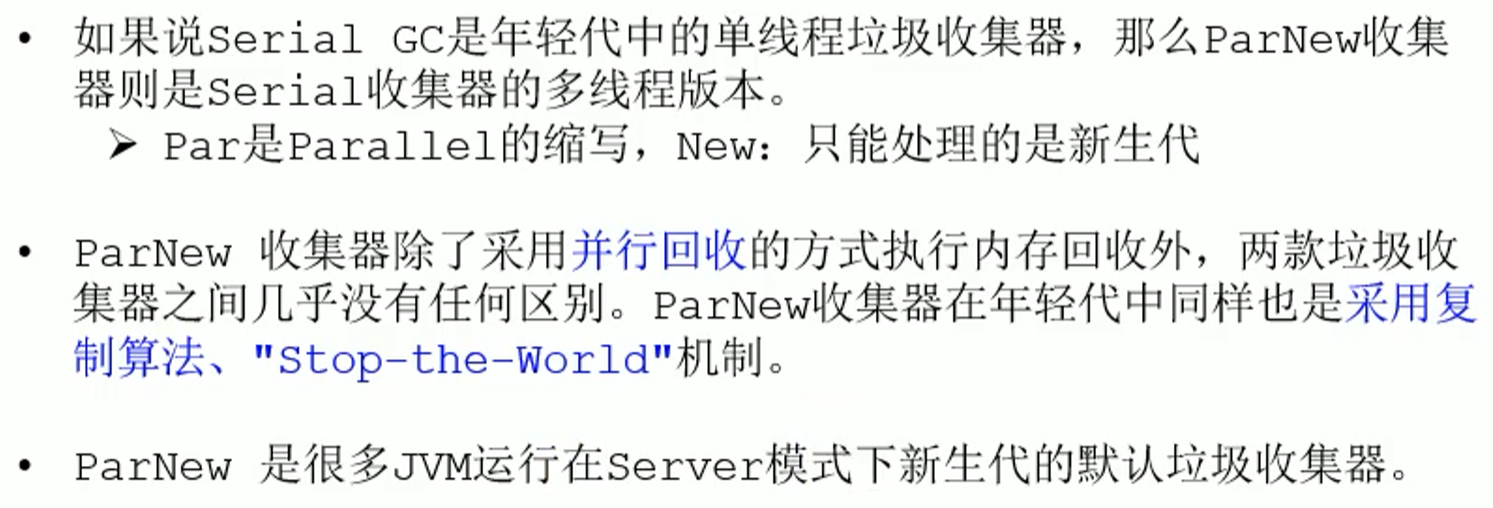 • 如果说Serial GC是年轻代中的单线程垃圾收集器，那么ParNew收集
器则是Serial收集器的多线程版本。
➢ Par是Parallel的缩写，New：只能处理的是新生代
• ParNew 收集器除了采用并行回收的方式执行内存回收外，两款垃圾收
集器之间几乎没有任何区别。ParNew收集器在年轻代中同样也是采用复
制算法、"Stop-the-World"机制。
• ParNew 是很多JVM运行在Server模式下新生代的默认垃圾收集器。